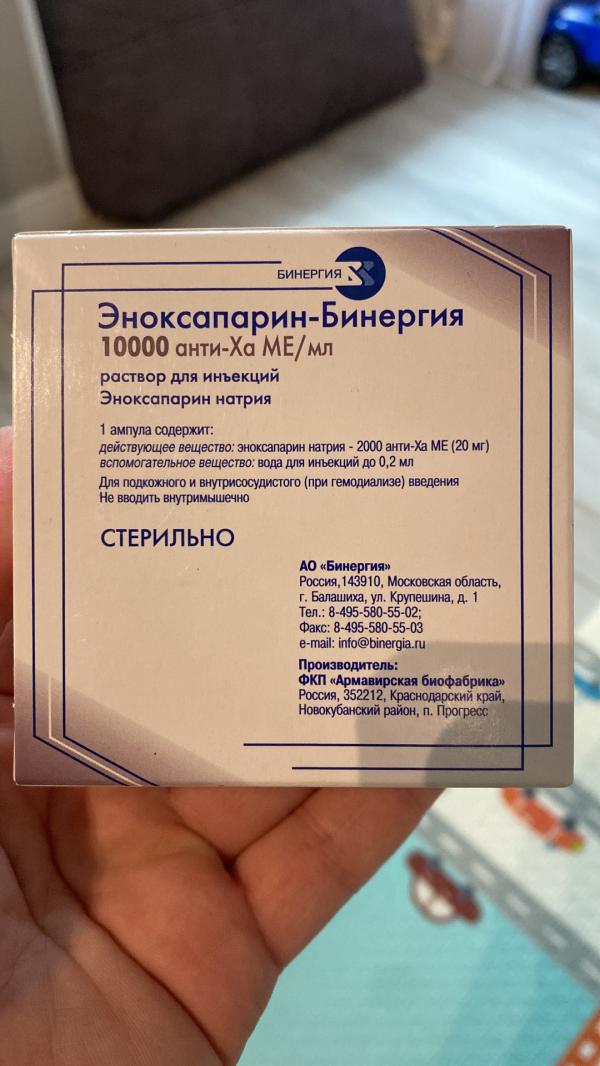 БИНЕРГИЯ
Эноксапарин-Бинергия
10000 анти-Ха МЕ/мл
раствор для инъекций
Эноксапарин натрия
1 ампула содержит:
действующее вещество: эноксапарин натрия - 2000 анти-Ха МЕ (20 мг)
вспомогательное вещество: вода для инъекций до 0,2 мл
Для подкожного и внутрисосудистого (при гемодиализе) введения
Не вводить внутримышечно
СТЕРИЛЬНО
АО «Бинергия»
Россия,143910, Московская область,
г. Балашиха, ул. Крупешина, д. 1
Тел.: 8-495-580-55-02;
Факс: 8-495-580-55-03
e-mail: info@binergia.ru
Производитель:
ФКП «Армавирская биофабрика»
Россия, 352212, Краснодарский край,
Новокубанский район, п. Прогресс